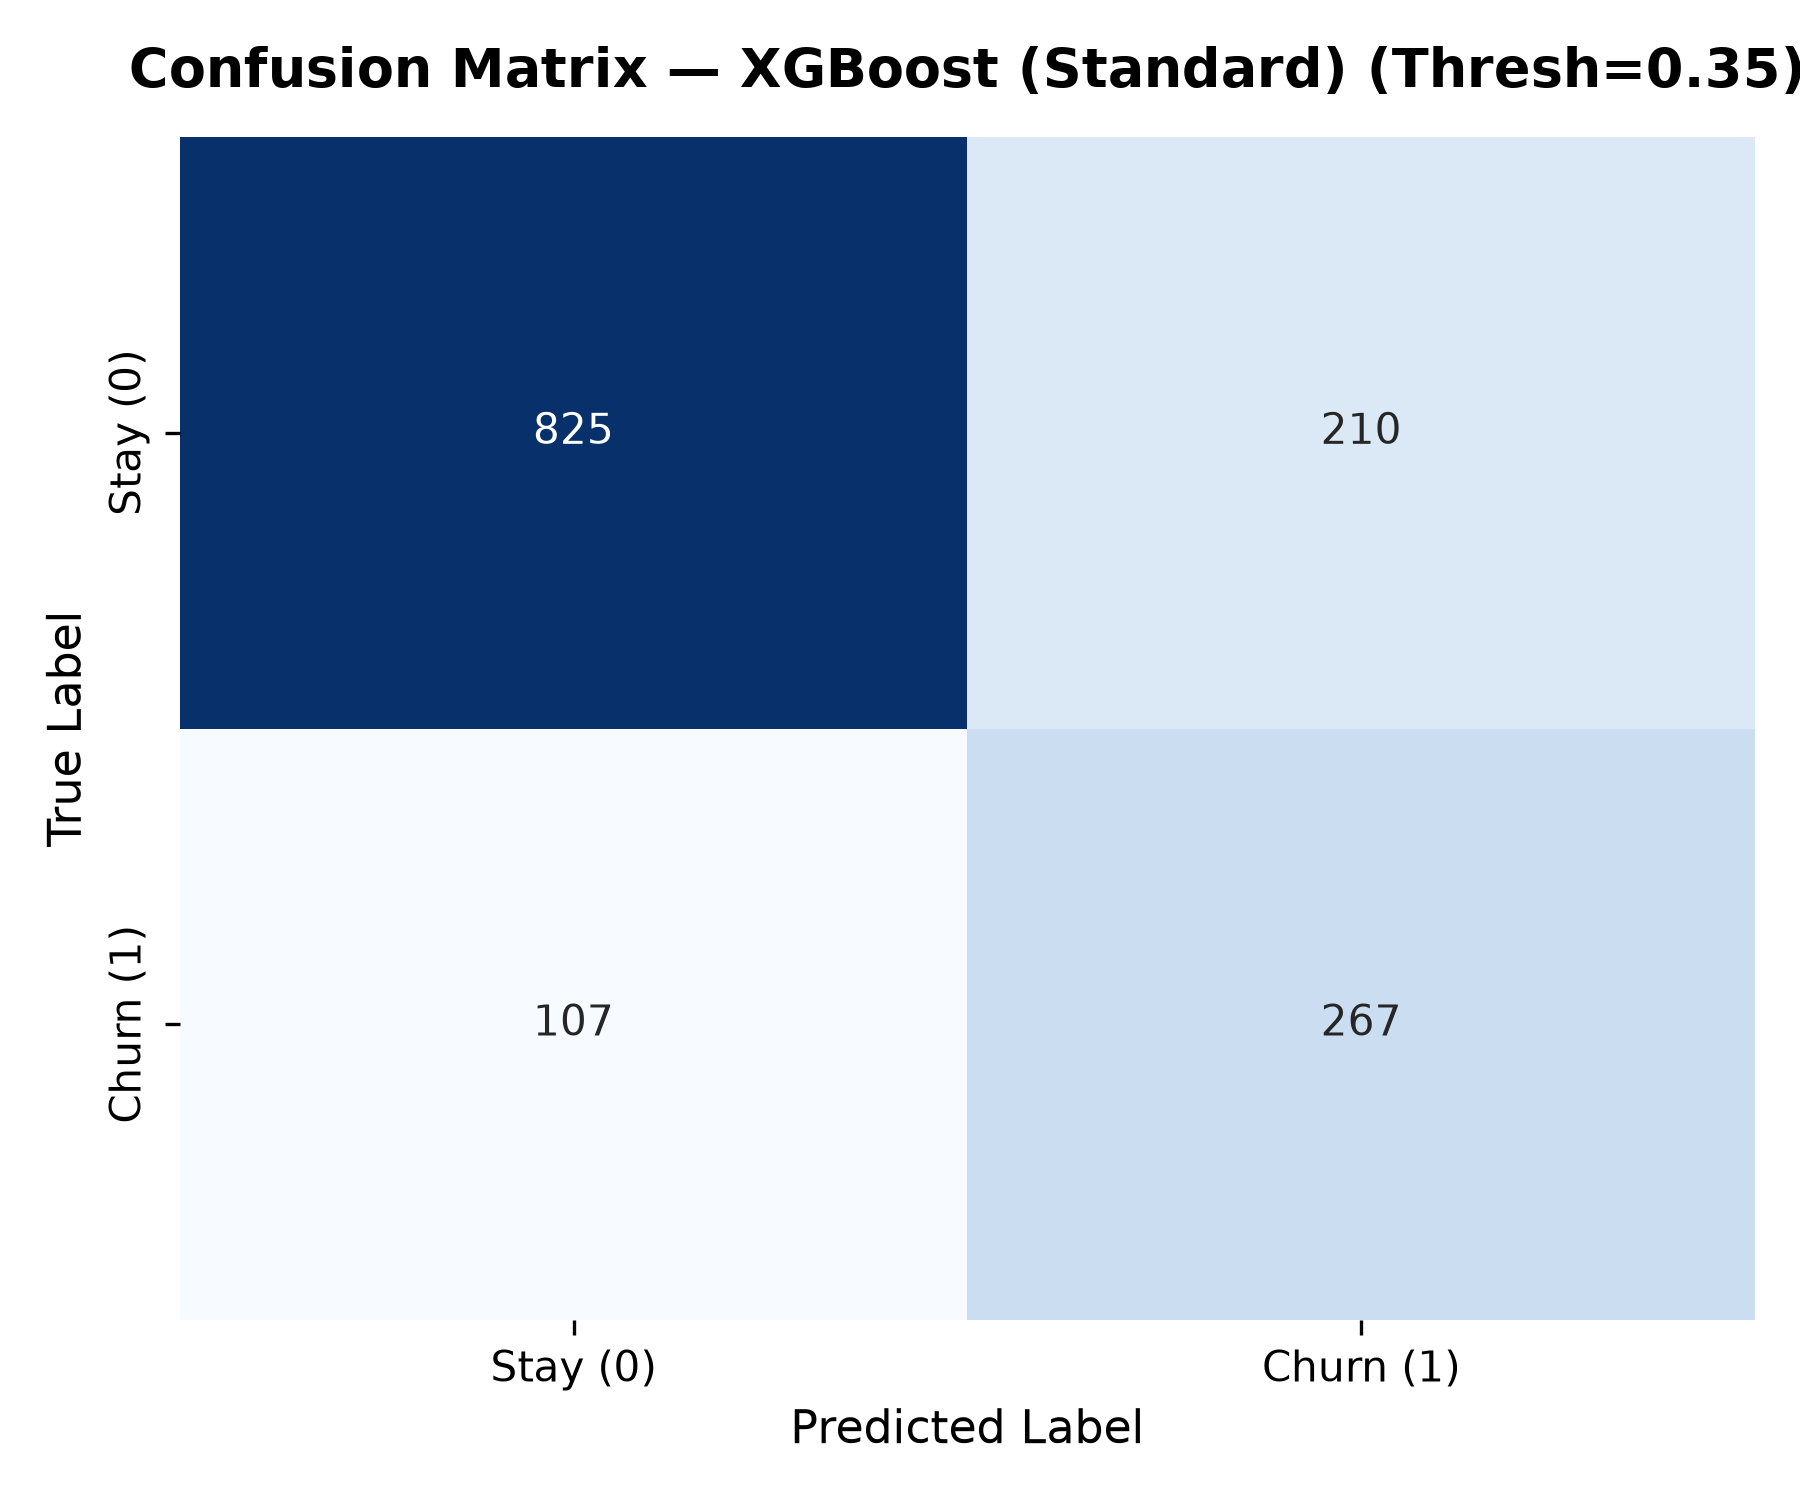 Confusion Matrix — XGBoost (Standard) (Thresh=0.35)
True Label
Stay (0)
825
210
Churn (1)
107
267
Stay (0)
Churn (1)
Predicted Label